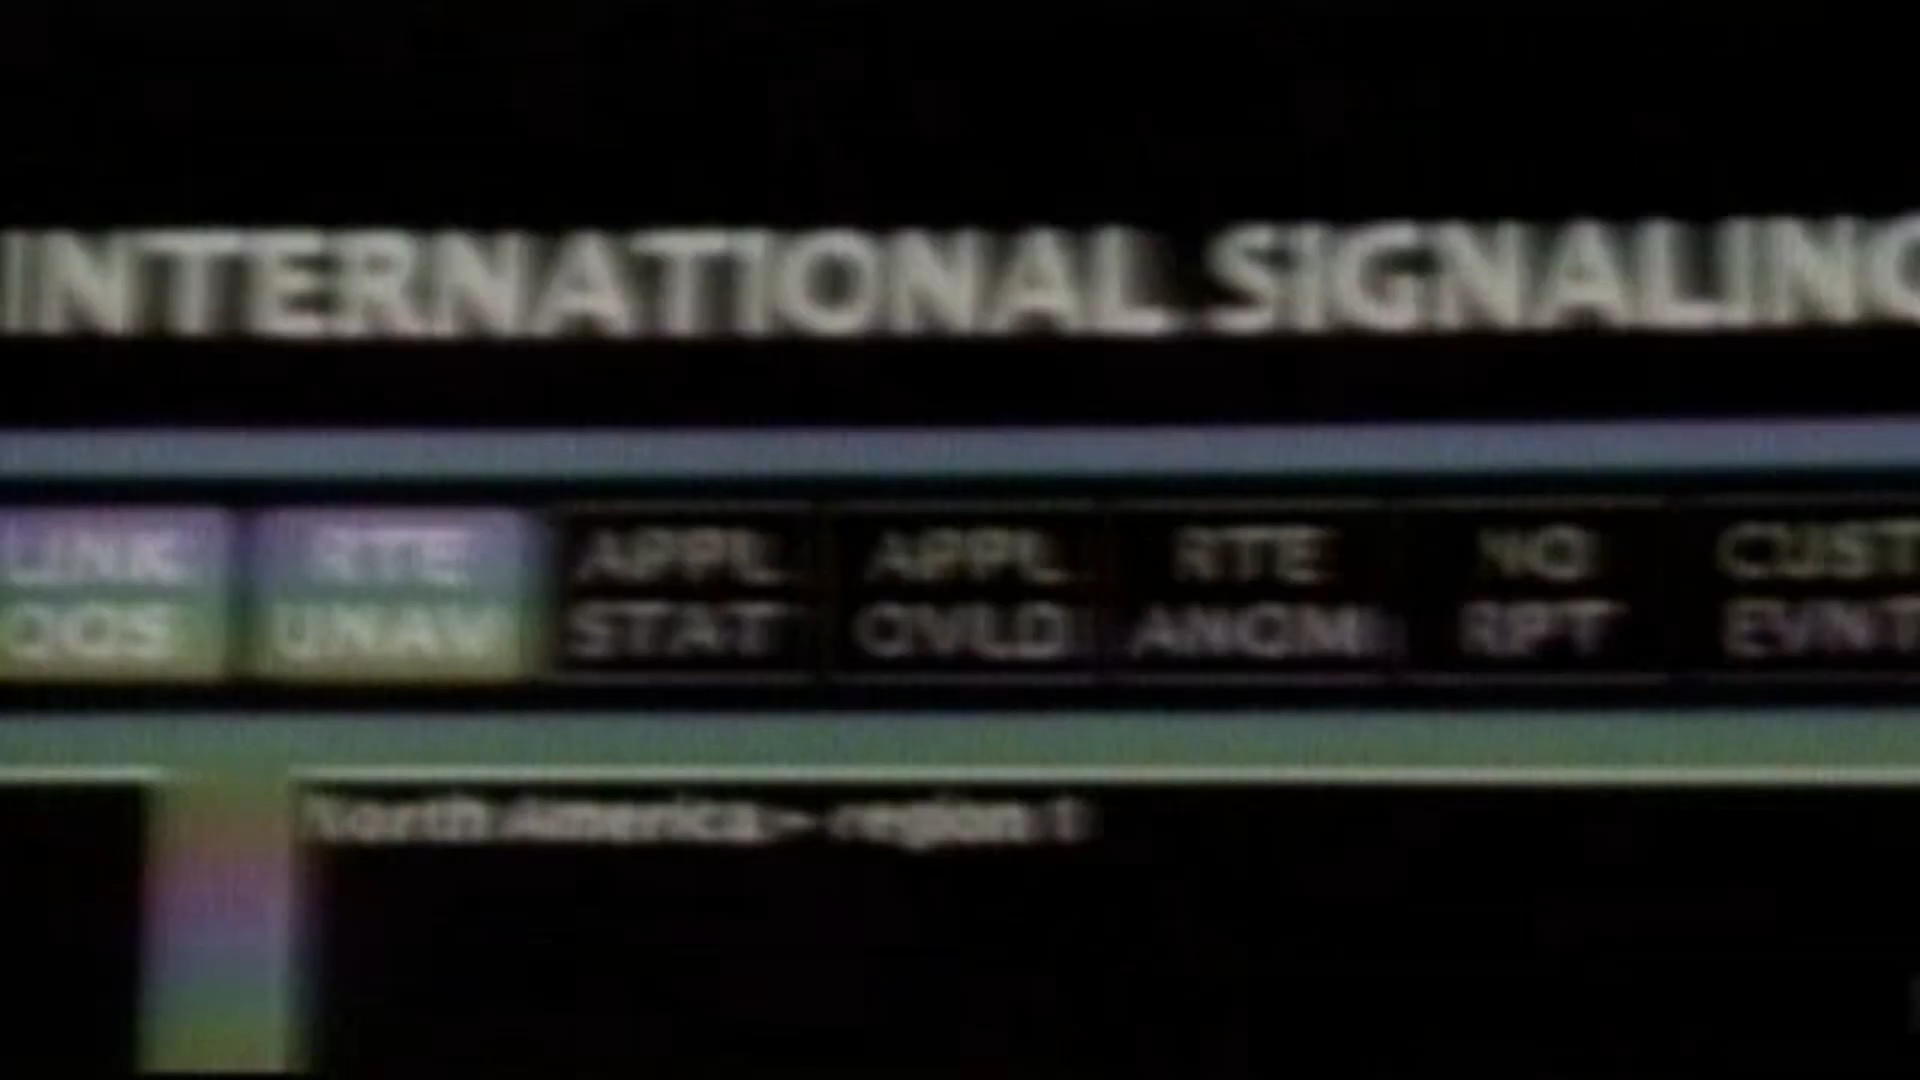 INTERNATIONAL SIGNALING
LINK RTE APPL APPL RTE NO CUST
QOS UNAV STAT OVLD ANOM RPT EVNT
North America - region 1